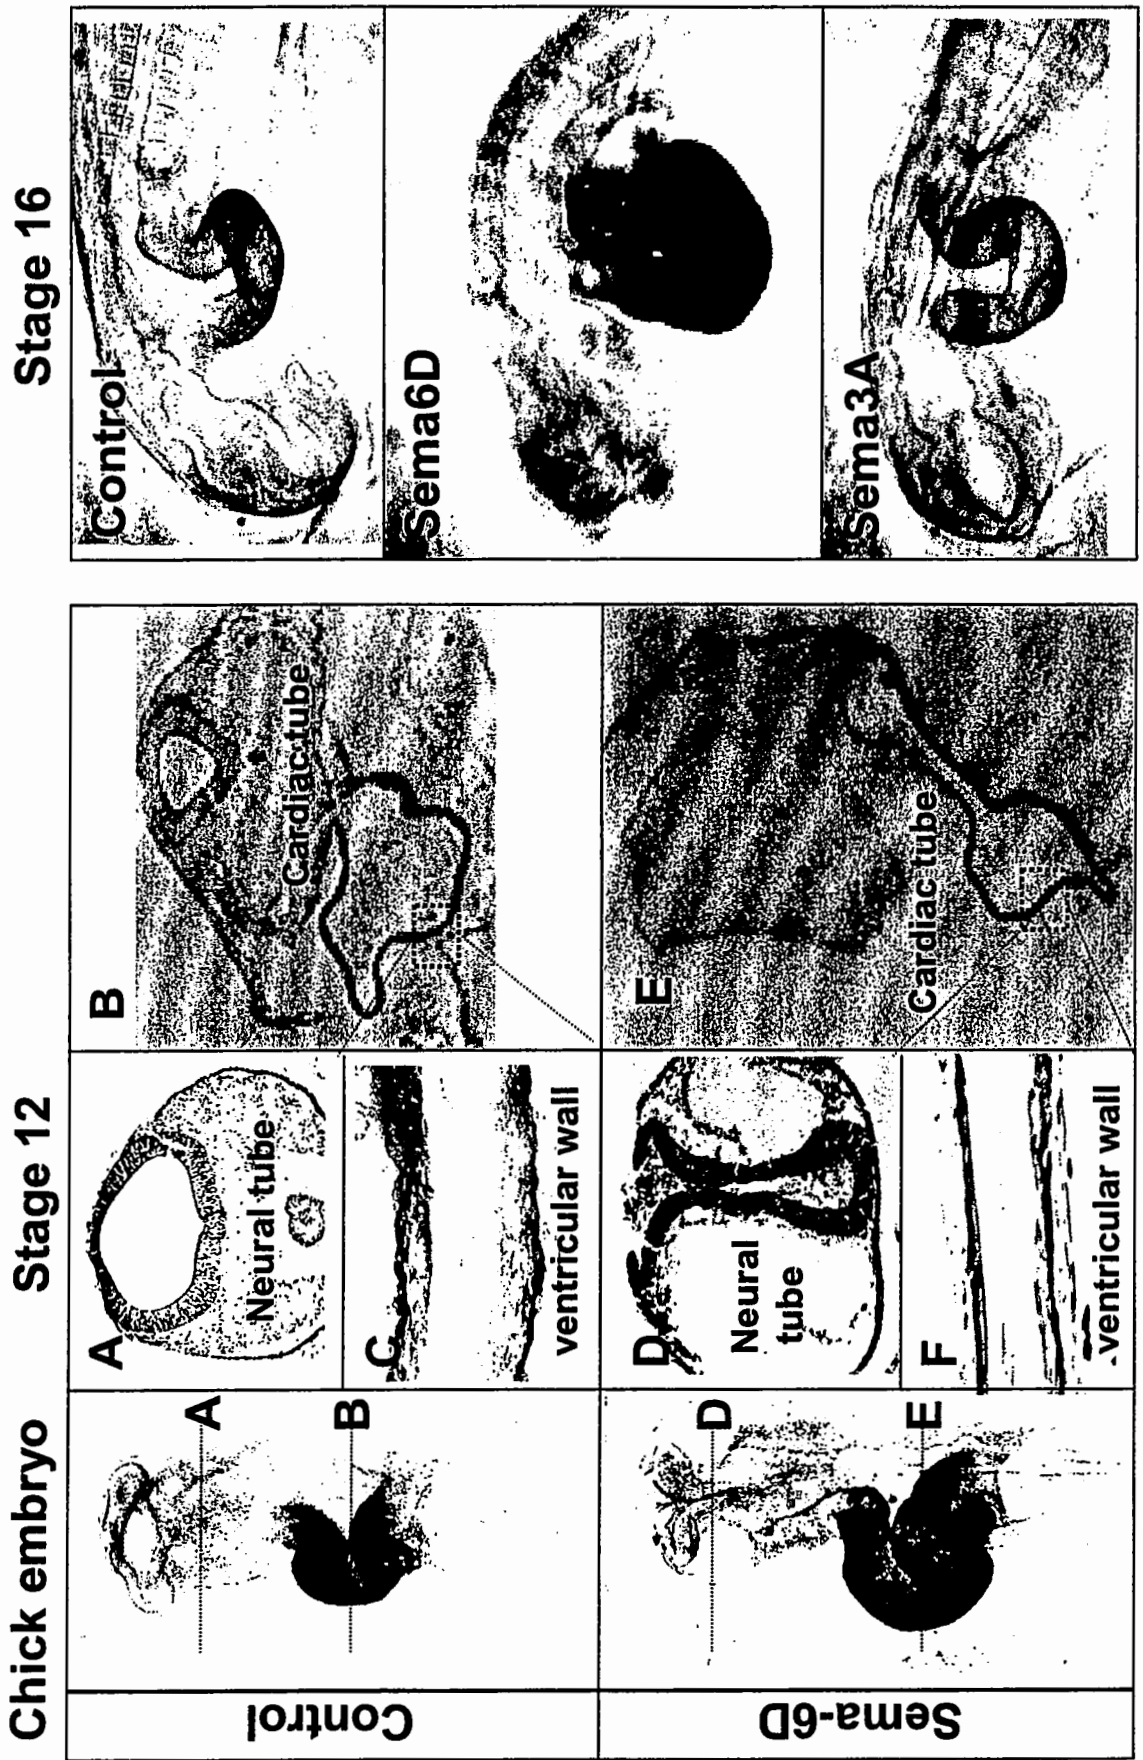 Chick embryo
Stage 12
Stage 16
Control
A
B
A
Neural tube
B
Cardiac tube
C
ventricular wall
Sema-6D
D
E
D
Neural
tube
E
Cardiac tube
F
ventricular wall
Control
Sema6D
Sema3A